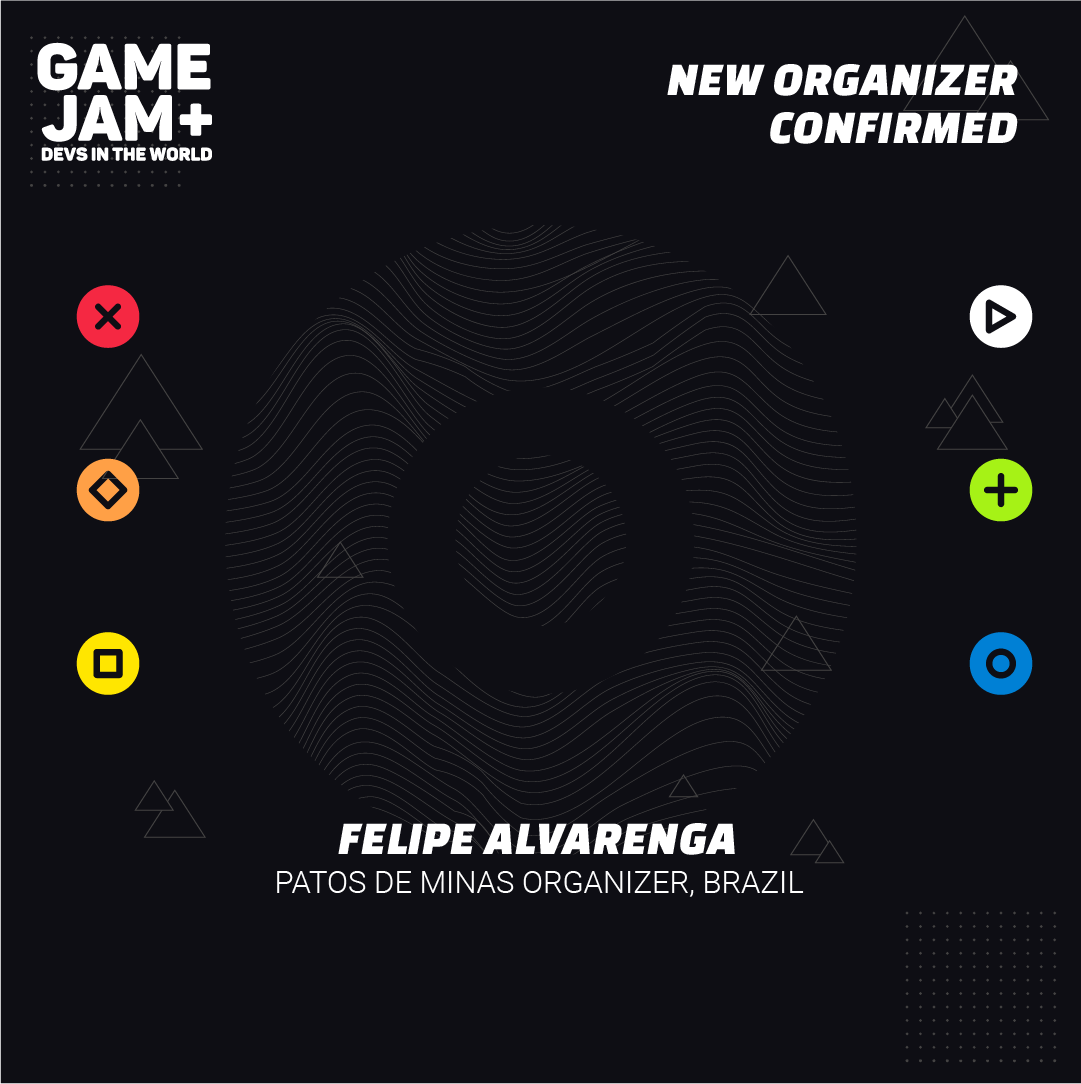 GAME
JAM+
DEVS IN THE WORLD
NEW ORGANIZER
CONFIRMED
FELIPE ALVARENGA
PATOS DE MINAS ORGANIZER, BRAZIL